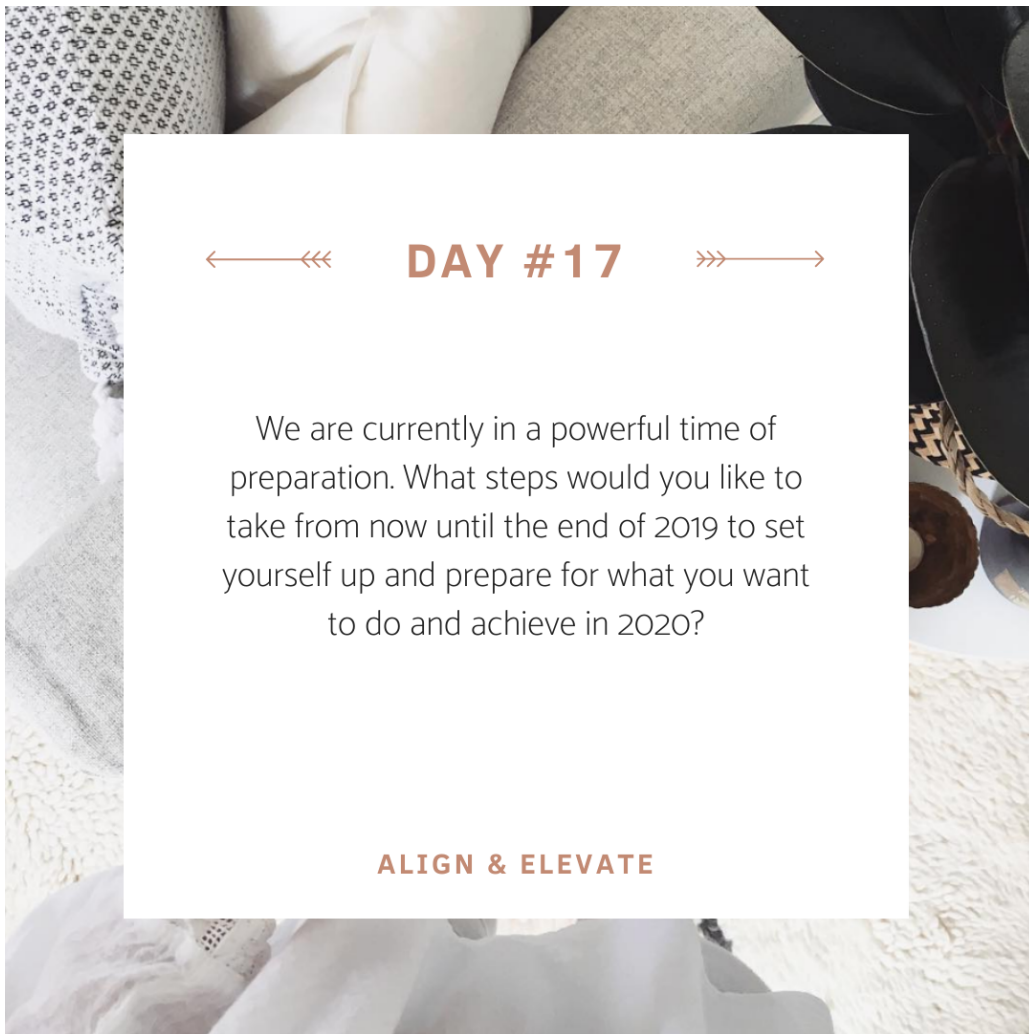 DAY #17
We are currently in a powerful time of
preparation. What steps would you like to
take from now until the end of 2019 to set
yourself up and prepare for what you want
to do and achieve in 2020?
ALIGN & ELEVATE